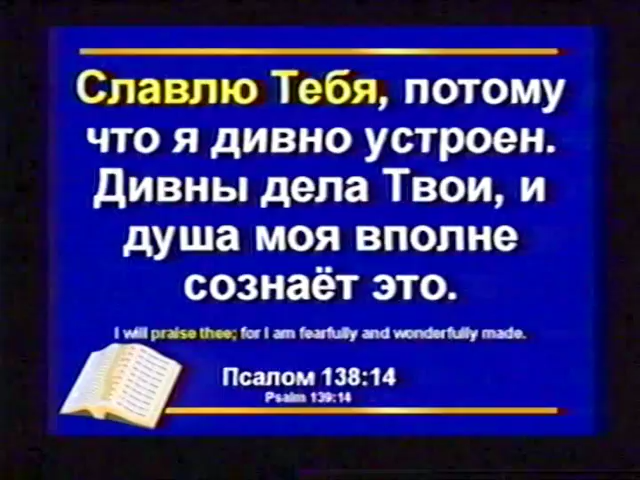 Славлю Тебя, потому
что я дивно устроен.
Дивны дела Твои, и
душа моя вполне
сознаёт это.
I will praise thee; for I am fearfully and wonderfully made.
Псалом 138:14
Psalm 139:14